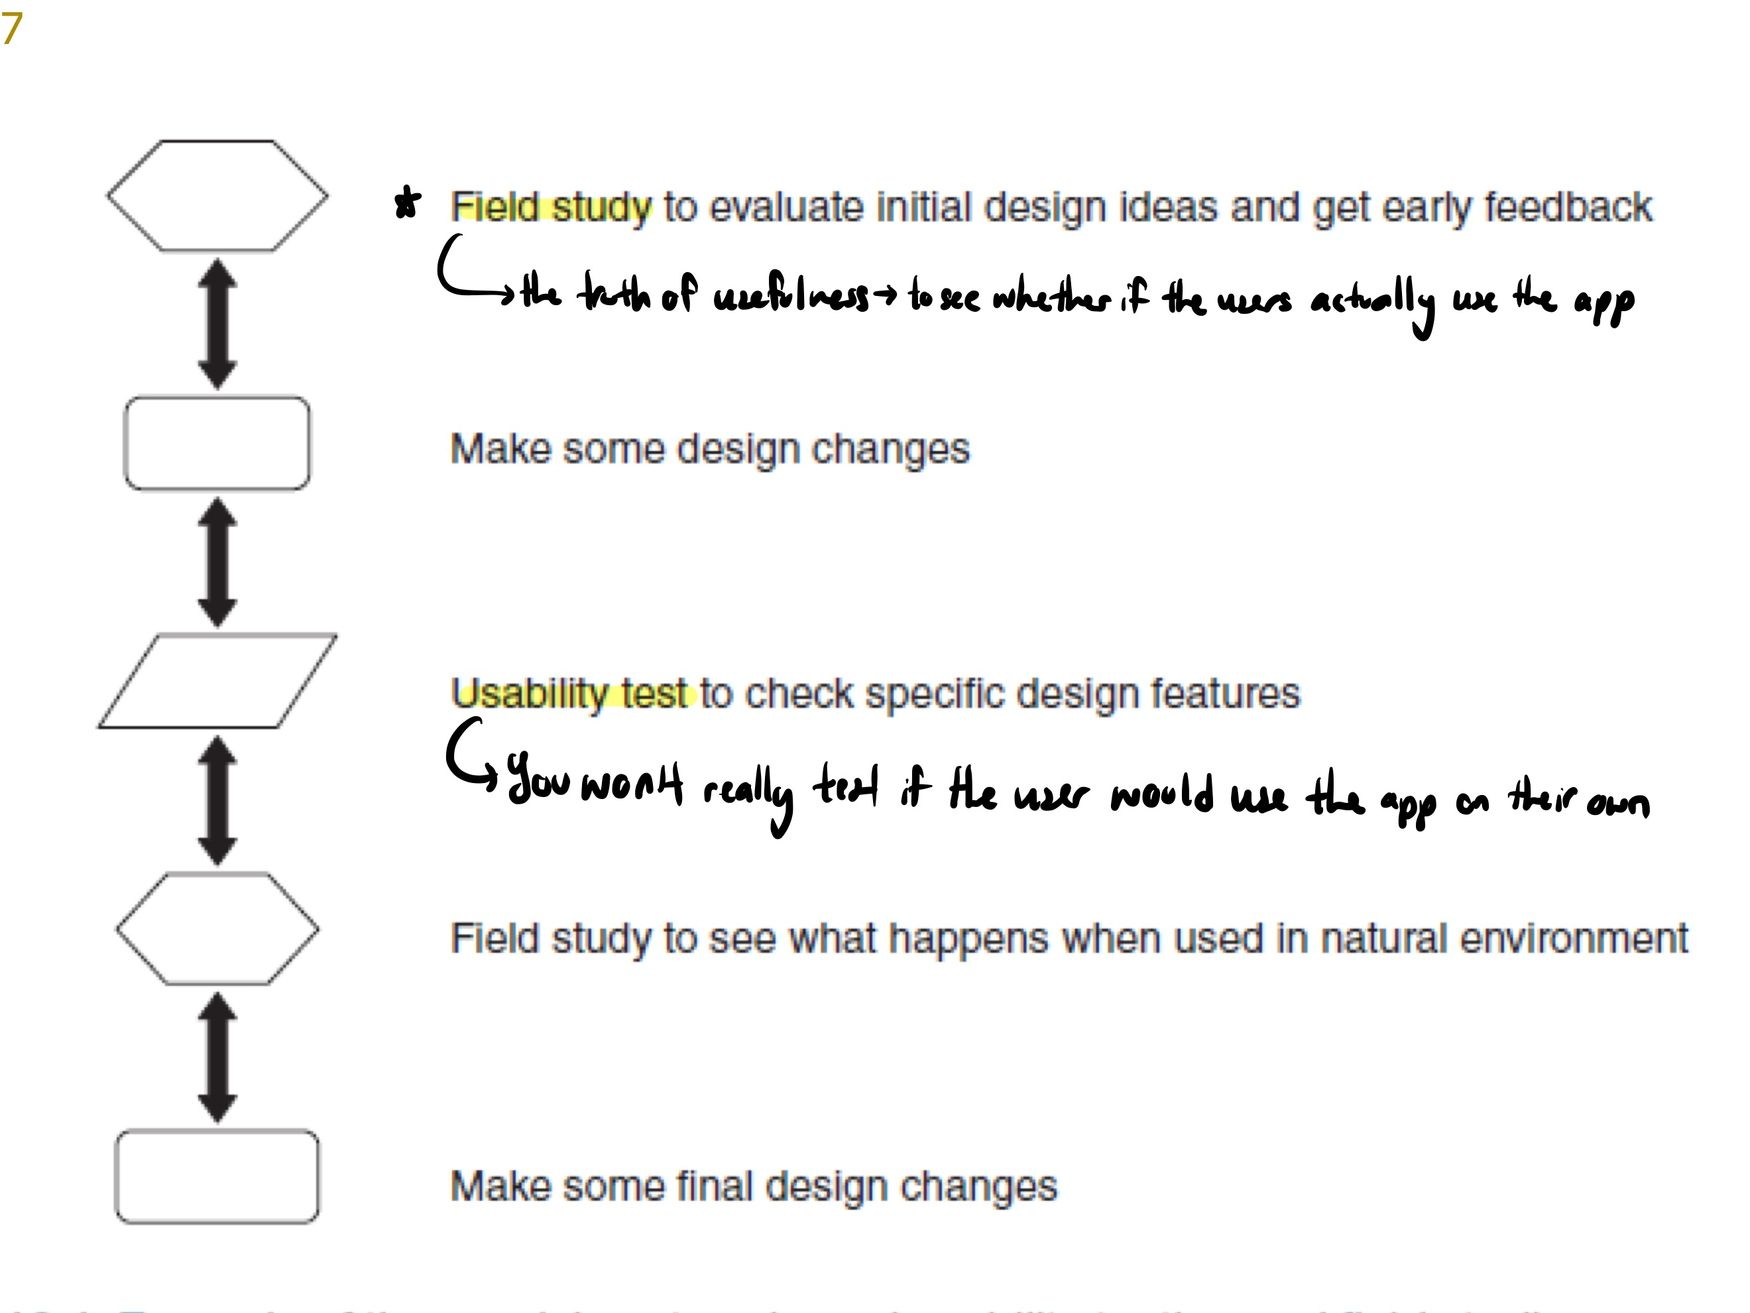 7
* Field study to evaluate initial design ideas and get early feedback
→ the truth of usefulness → to see whether if the users actually use the app
Make some design changes
Usability test to check specific design features
→ You won't really test if the user would use the app on their own
Field study to see what happens when used in natural environment
Make some final design changes